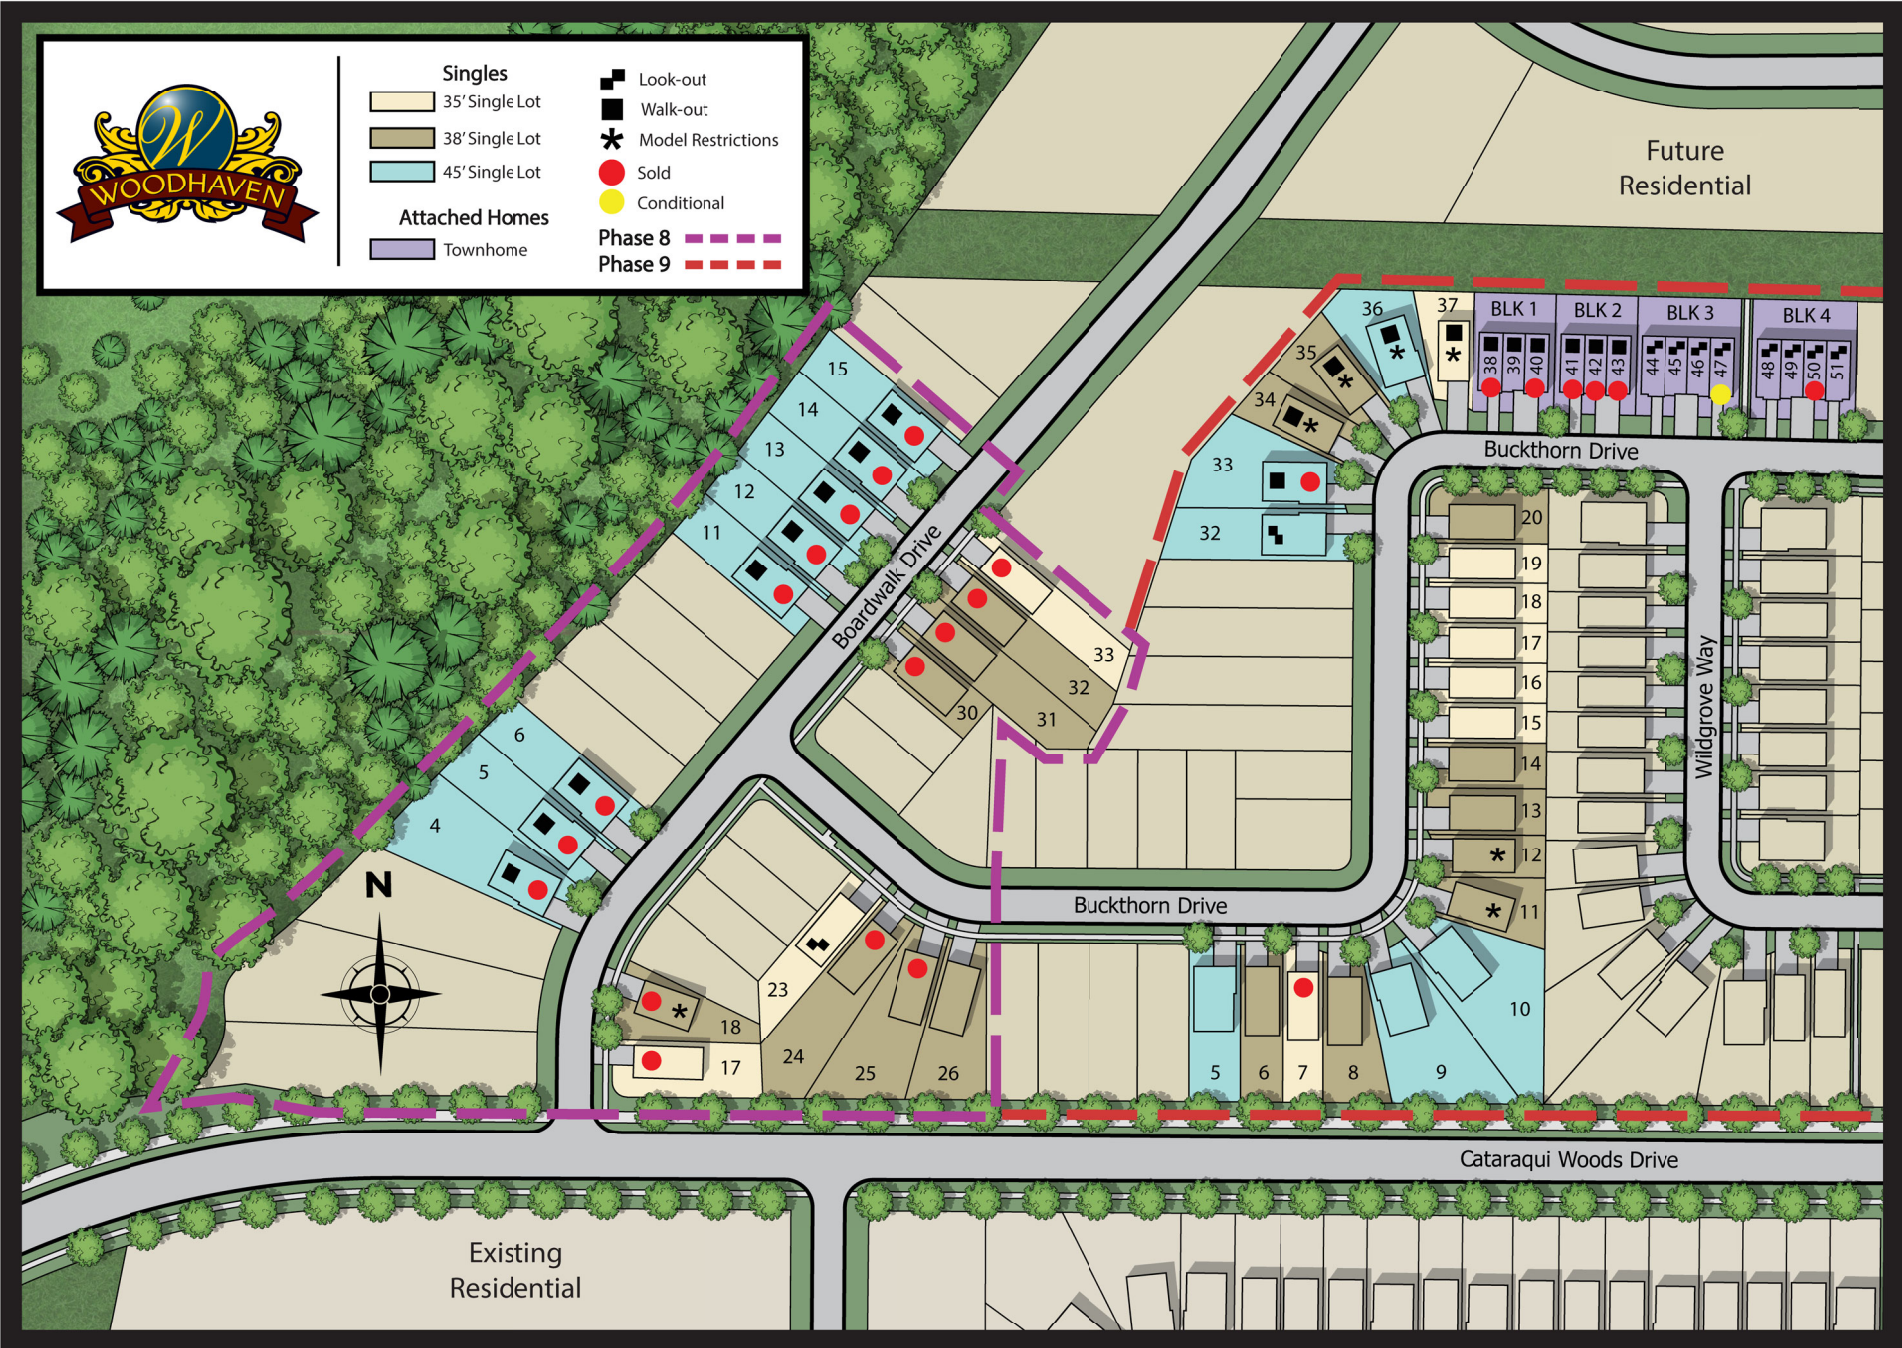 W
WOODHAVEN
Singles
35' Single Lot
38' Single Lot
45' Single Lot
Attached Homes
Townhome
Look-out
Walk-out
* Model Restrictions
Sold
Conditional
Phase 8
Phase 9
Future
Residential
36
37
BLK 1
BLK 2
BLK 3
BLK 4
38
39
40
41
42
43
44
45
46
47
48
49
50
51
*
*
35
*
34
*
Buckthorn Drive
33
32
15
14
13
12
11
Boardwalk Drive
33
32
31
30
20
19
18
17
16
15
14
13
* 12
* 11
Wildgrove Way
6
5
4
N
Buckthorn Drive
23
* 18
17
24
25
26
5
6
7
8
9
10
Cataraqui Woods Drive
Existing
Residential